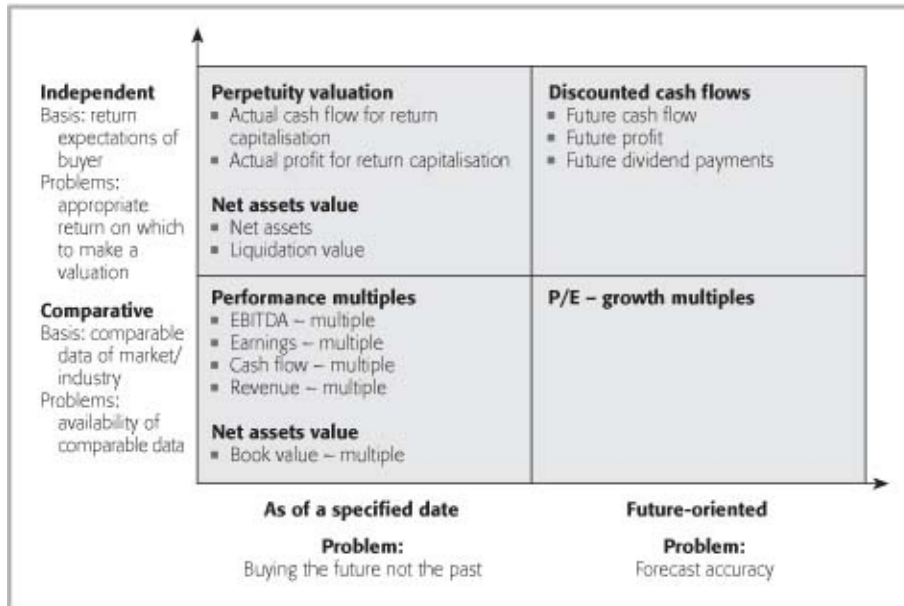 Independent
Basis: return
expectations of
buyer
Problems:
appropriate
return on which
to make a
valuation
Comparative
Basis: comparable
data of market/
industry
Problems:
availability of
comparable data
Perpetuity valuation
▪ Actual cash flow for return
capitalisation
▪ Actual profit for return capitalisation
Net assets value
▪ Net assets
▪ Liquidation value
Discounted cash flows
▪ Future cash flow
▪ Future profit
▪ Future dividend payments
Performance multiples
▪ EBITDA – multiple
▪ Earnings – multiple
▪ Cash flow – multiple
▪ Revenue – multiple
Net assets value
▪ Book value – multiple
P/E – growth multiples
As of a specified date
Problem:
Buying the future not the past
Future-oriented
Problem:
Forecast accuracy